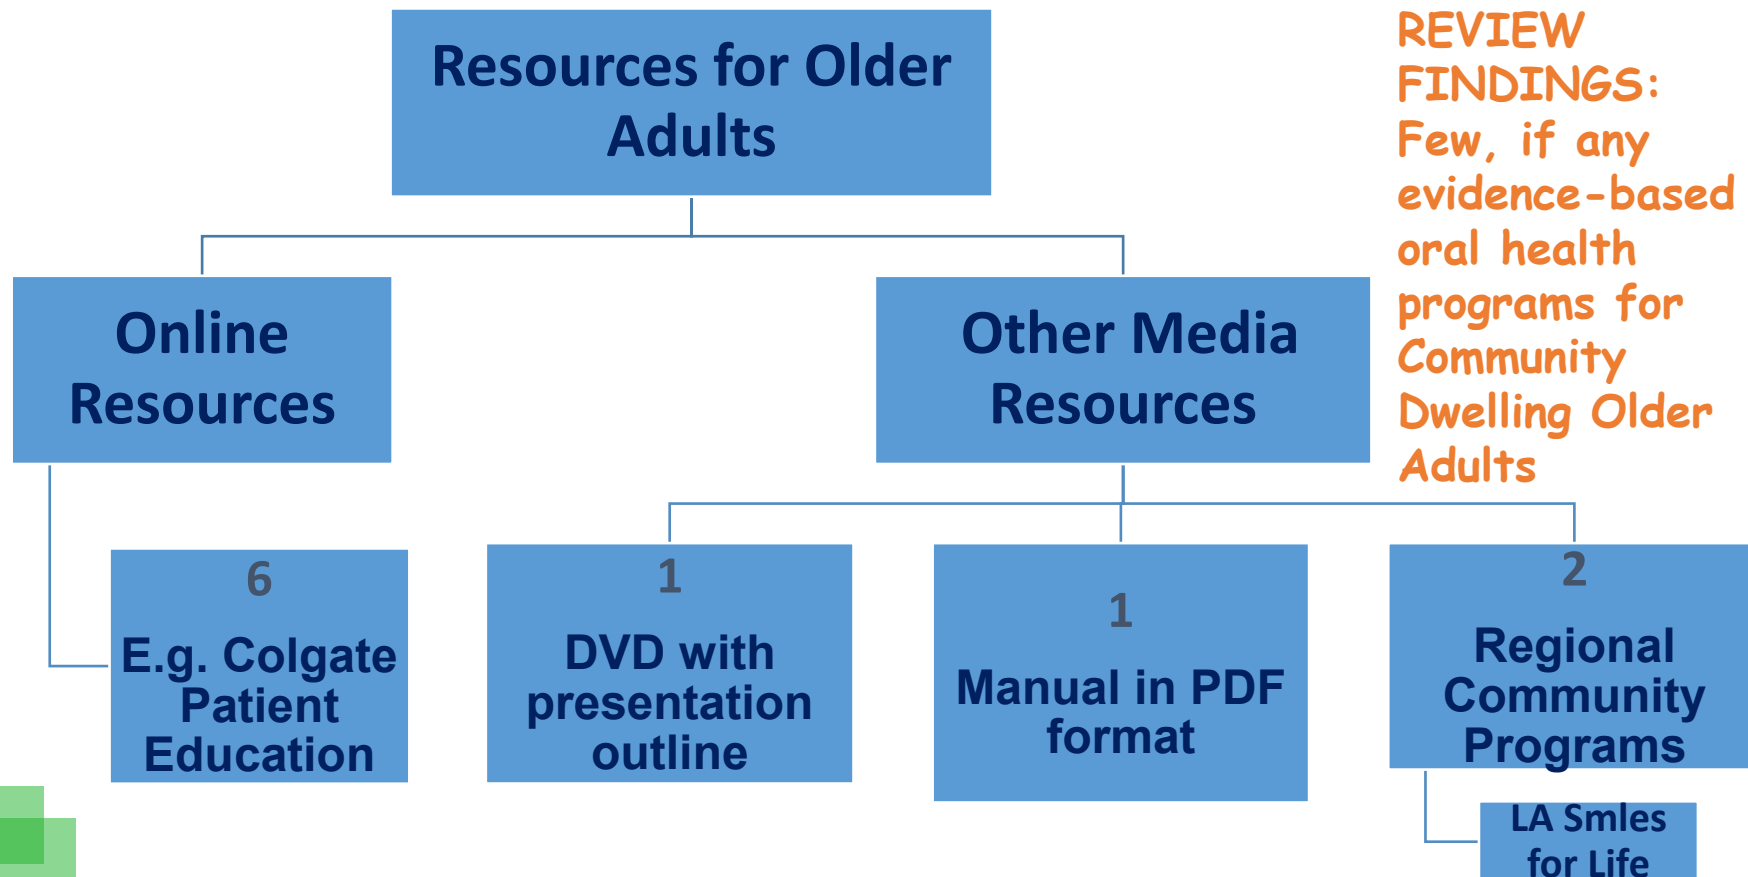 Resources for Older
Adults
REVIEW
FINDINGS:
Few, if any
evidence-based
oral health
programs for
Community
Dwelling Older
Adults
Online
Resources
Other Media
Resources
6
E.g. Colgate
Patient
Education
1
DVD with
presentation
outline
1
Manual in PDF
format
2
Regional
Community
Programs
LA Smles
for Life